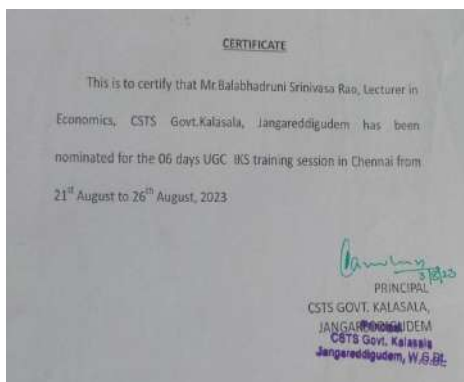 CERTIFICATE
This is to certify that Mr.Balabhadruni Srinivasa Rao, Lecturer in
Economics, CSTS Govt.Kalasala, Jangareddigudem has been
nominated for the 06 days UGC IKS training session in Chennai from
21st August to 26th August, 2023
PRINCIPAL
CSTS GOVT. KALASALA,
JANGAREDDIGUDEM
CSTS Govt. Kalasala
Jangareddigudem, W.G.Dt.